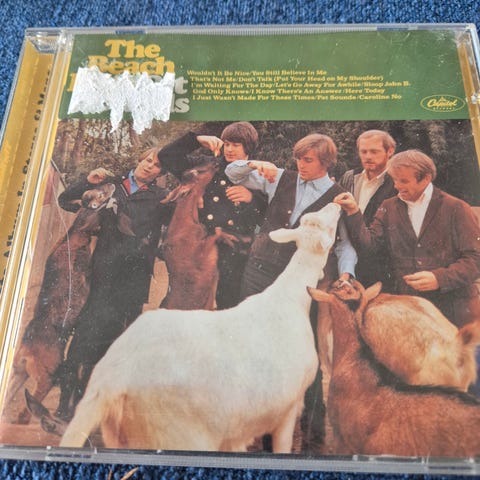 The
Beach
Wouldn't It Be Nice/You Still Believe In Me
That's Not Me/Don't Talk (Put Your Head on My Shoulder)
I'm Waiting For The Day/Let's Go Away For Awhile/Sloop John B.
God Only Knows/I Know There's An Answer/Here Today
I Just Wasn't Made For These Times/Pet Sounds/Caroline No
Capitol